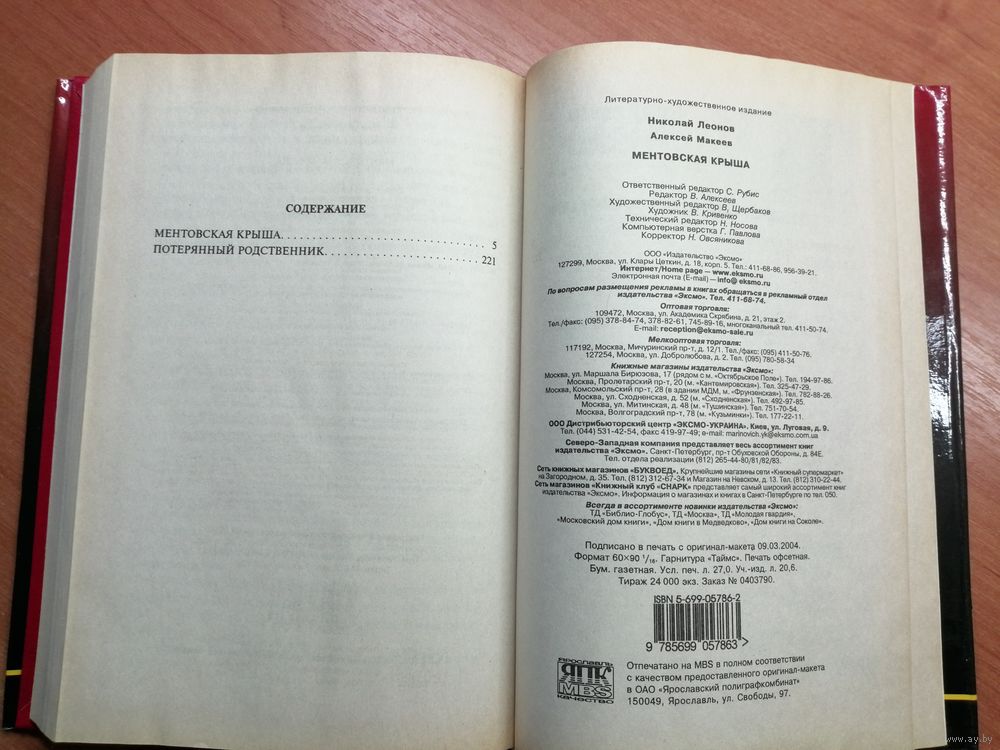 СОДЕРЖАНИЕ
МЕНТОВСКАЯ КРЫША. . . . . . . . . . . . . . . . . . . . . . . . . . . . . . 5
ПОТЕРЯННЫЙ РОДСТВЕННИК. . . . . . . . . . . . . . . . . . . . . . . 221
Литературно-художественное издание
Николай Леонов
Алексей Макеев
МЕНТОВСКАЯ КРЫША
Ответственный редактор С. Рубис
Редактор В. Алексеев
Художественный редактор В. Щербаков
Художник В. Кривенко
Технический редактор Н. Носова
Компьютерная верстка Г. Павлова
Корректор Н. Овсяникова
ООО «Издательство «Эксмо»
127299, Москва, ул. Клары Цеткин, д. 18, корп. 5. Тел.: 411-68-86, 956-39-21.
Интернет/Home page — www.eksmo.ru
Электронная почта (E-mail) — info@ eksmo.ru
По вопросам размещения рекламы в книгах обращаться в рекламный отдел
издательства «Эксмо». Тел. 411-68-74.
Оптовая торговля:
109472, Москва, ул. Академика Скрябина, д. 21, этаж 2.
Тел./факс: (095) 378-84-74, 378-82-61, 745-89-16, многоканальный тел. 411-50-74.
E-mail: reception@eksmo-sale.ru
Мелкооптовая торговля:
117192, Москва, Мичуринский пр-т, д. 12/1. Тел./факс: (095) 411-50-76.
127254, Москва, ул. Добролюбова, д. 2. Тел. (095) 780-58-34
Книжные магазины издательства «Эксмо»:
Москва, ул. Маршала Бирюзова, 17 (рядом с м. «Октябрьское Поле»). Тел. 194-97-86.
Москва, Пролетарский пр-т, 20 (м. «Кантемировская»). Тел. 325-47-29.
Москва, Комсомольский пр-т, 28 (в здании МДМ, м. «Фрунзенская»). Тел. 782-88-26.
Москва, ул. Сходненская, д. 52 (м. «Сходненская»). Тел. 492-97-85.
Москва, ул. Митинская, д. 48 (м. «Тушинская»). Тел. 751-70-54.
Москва, Волгоградский пр-т, 78 (м. «Кузьминки»). Тел. 177-22-11.
ООО Дистрибьюторский центр «ЭКСМО-УКРАИНА». Киев, ул. Луговая, д. 9.
Тел. (044) 531-42-54, факс 419-97-49; e-mail: marinovich.yk@eksmo.com.ua
Северо-Западная компания представляет весь ассортимент книг
издательства «Эксмо». Санкт-Петербург, пр-т Обуховской Обороны, д. 84Е.
Тел. отдела реализации (812) 265-44-80/81/82/83.
Сеть книжных магазинов «БУКВОЕД». Крупнейшие магазины сети «Книжный супермаркет»
на Загородном, д. 35. Тел. (812) 312-67-34 и Магазин на Невском, д. 13. Тел. (812) 310-22-44.
Сеть магазинов «Книжный клуб «СНАРК» представляет самый широкий ассортимент книг
издательства «Эксмо». Информация о магазинах и книгах в Санкт-Петербурге по тел. 050.
Всегда в ассортименте новинки издательства «Эксмо»:
ТД «Библио-Глобус», ТД «Москва», ТД «Молодая гвардия»,
«Московский дом книги», «Дом книги в Медведково», «Дом книги на Соколе».
Подписано в печать с оригинал-макета 09.03.2004.
Формат 60×90 1/16. Гарнитура «Таймс». Печать офсетная.
Бум. газетная. Усл. печ. л. 27,0. Уч.-изд. л. 20,6.
Тираж 24 000 экз. Заказ № 0403790.
ISBN 5-699-05786-2
9 785699 057863 >
ЯРОСЛАВЛЬ
ЯПК
MBS
КАЧЕСТВО
Отпечатано на MBS в полном соответствии
с качеством предоставленного оригинал-макета
в ОАО «Ярославский полиграфкомбинат»
150049, Ярославль, ул. Свободы, 97.
www.ay.by